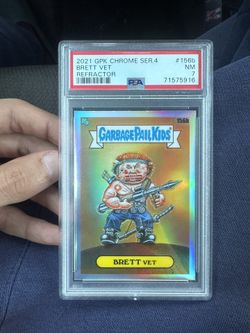 2021 GPK CHROME SER.4 #156b
BRETT VET NM
REFRACTOR 7
PSA 71575916
156b
GARBAGE PAIL KIDS
BRETT VET